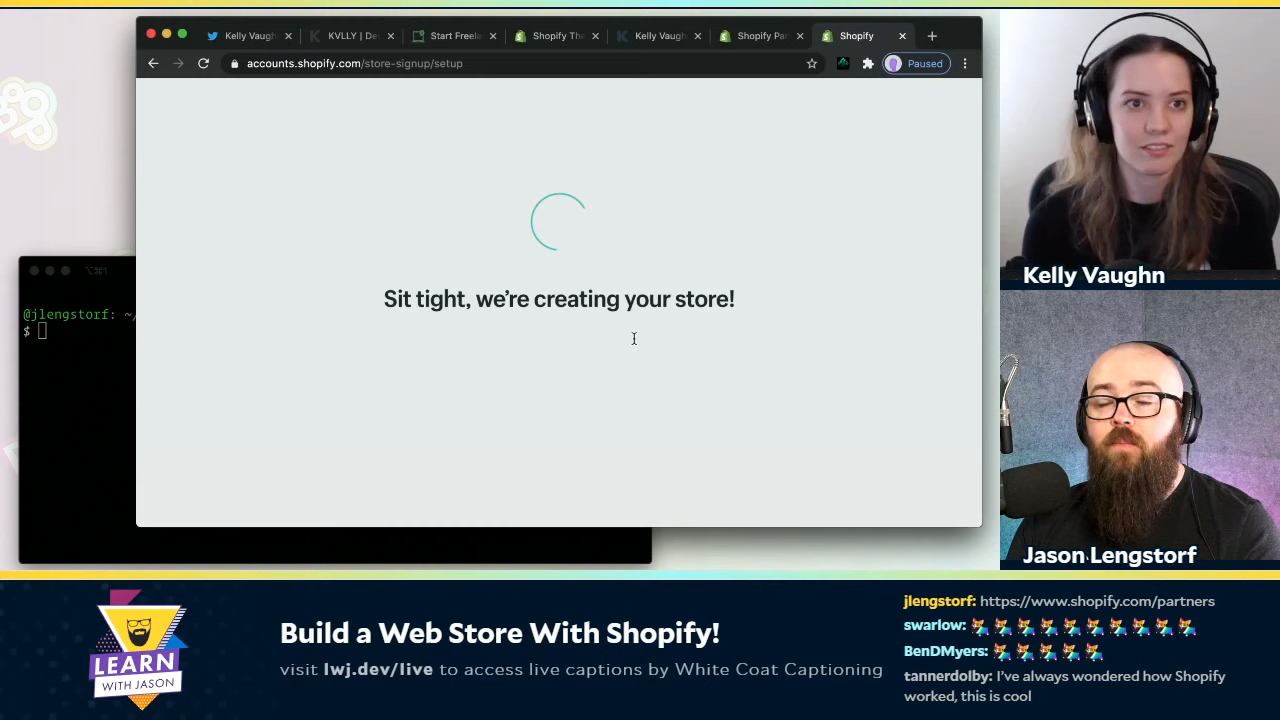 Kelly Vaugh
KVLLY | De
Start Freela
Shopify The
Kelly Vaugh
Shopify Par
Shopify
accounts.shopify.com/store-signup/setup
Paused
Sit tight, we're creating your store!
@jlengstorf: ~/
$
Kelly Vaughn
Jason Lengstorf
LEARN
WITH JASON
Build a Web Store With Shopify!
visit lwj.dev/live to access live captions by White Coat Captioning
jlengstorf: https://www.shopify.com/partners
swarlow:
BenDMyers:
tannerdolby: I've always wondered how Shopify
worked, this is cool